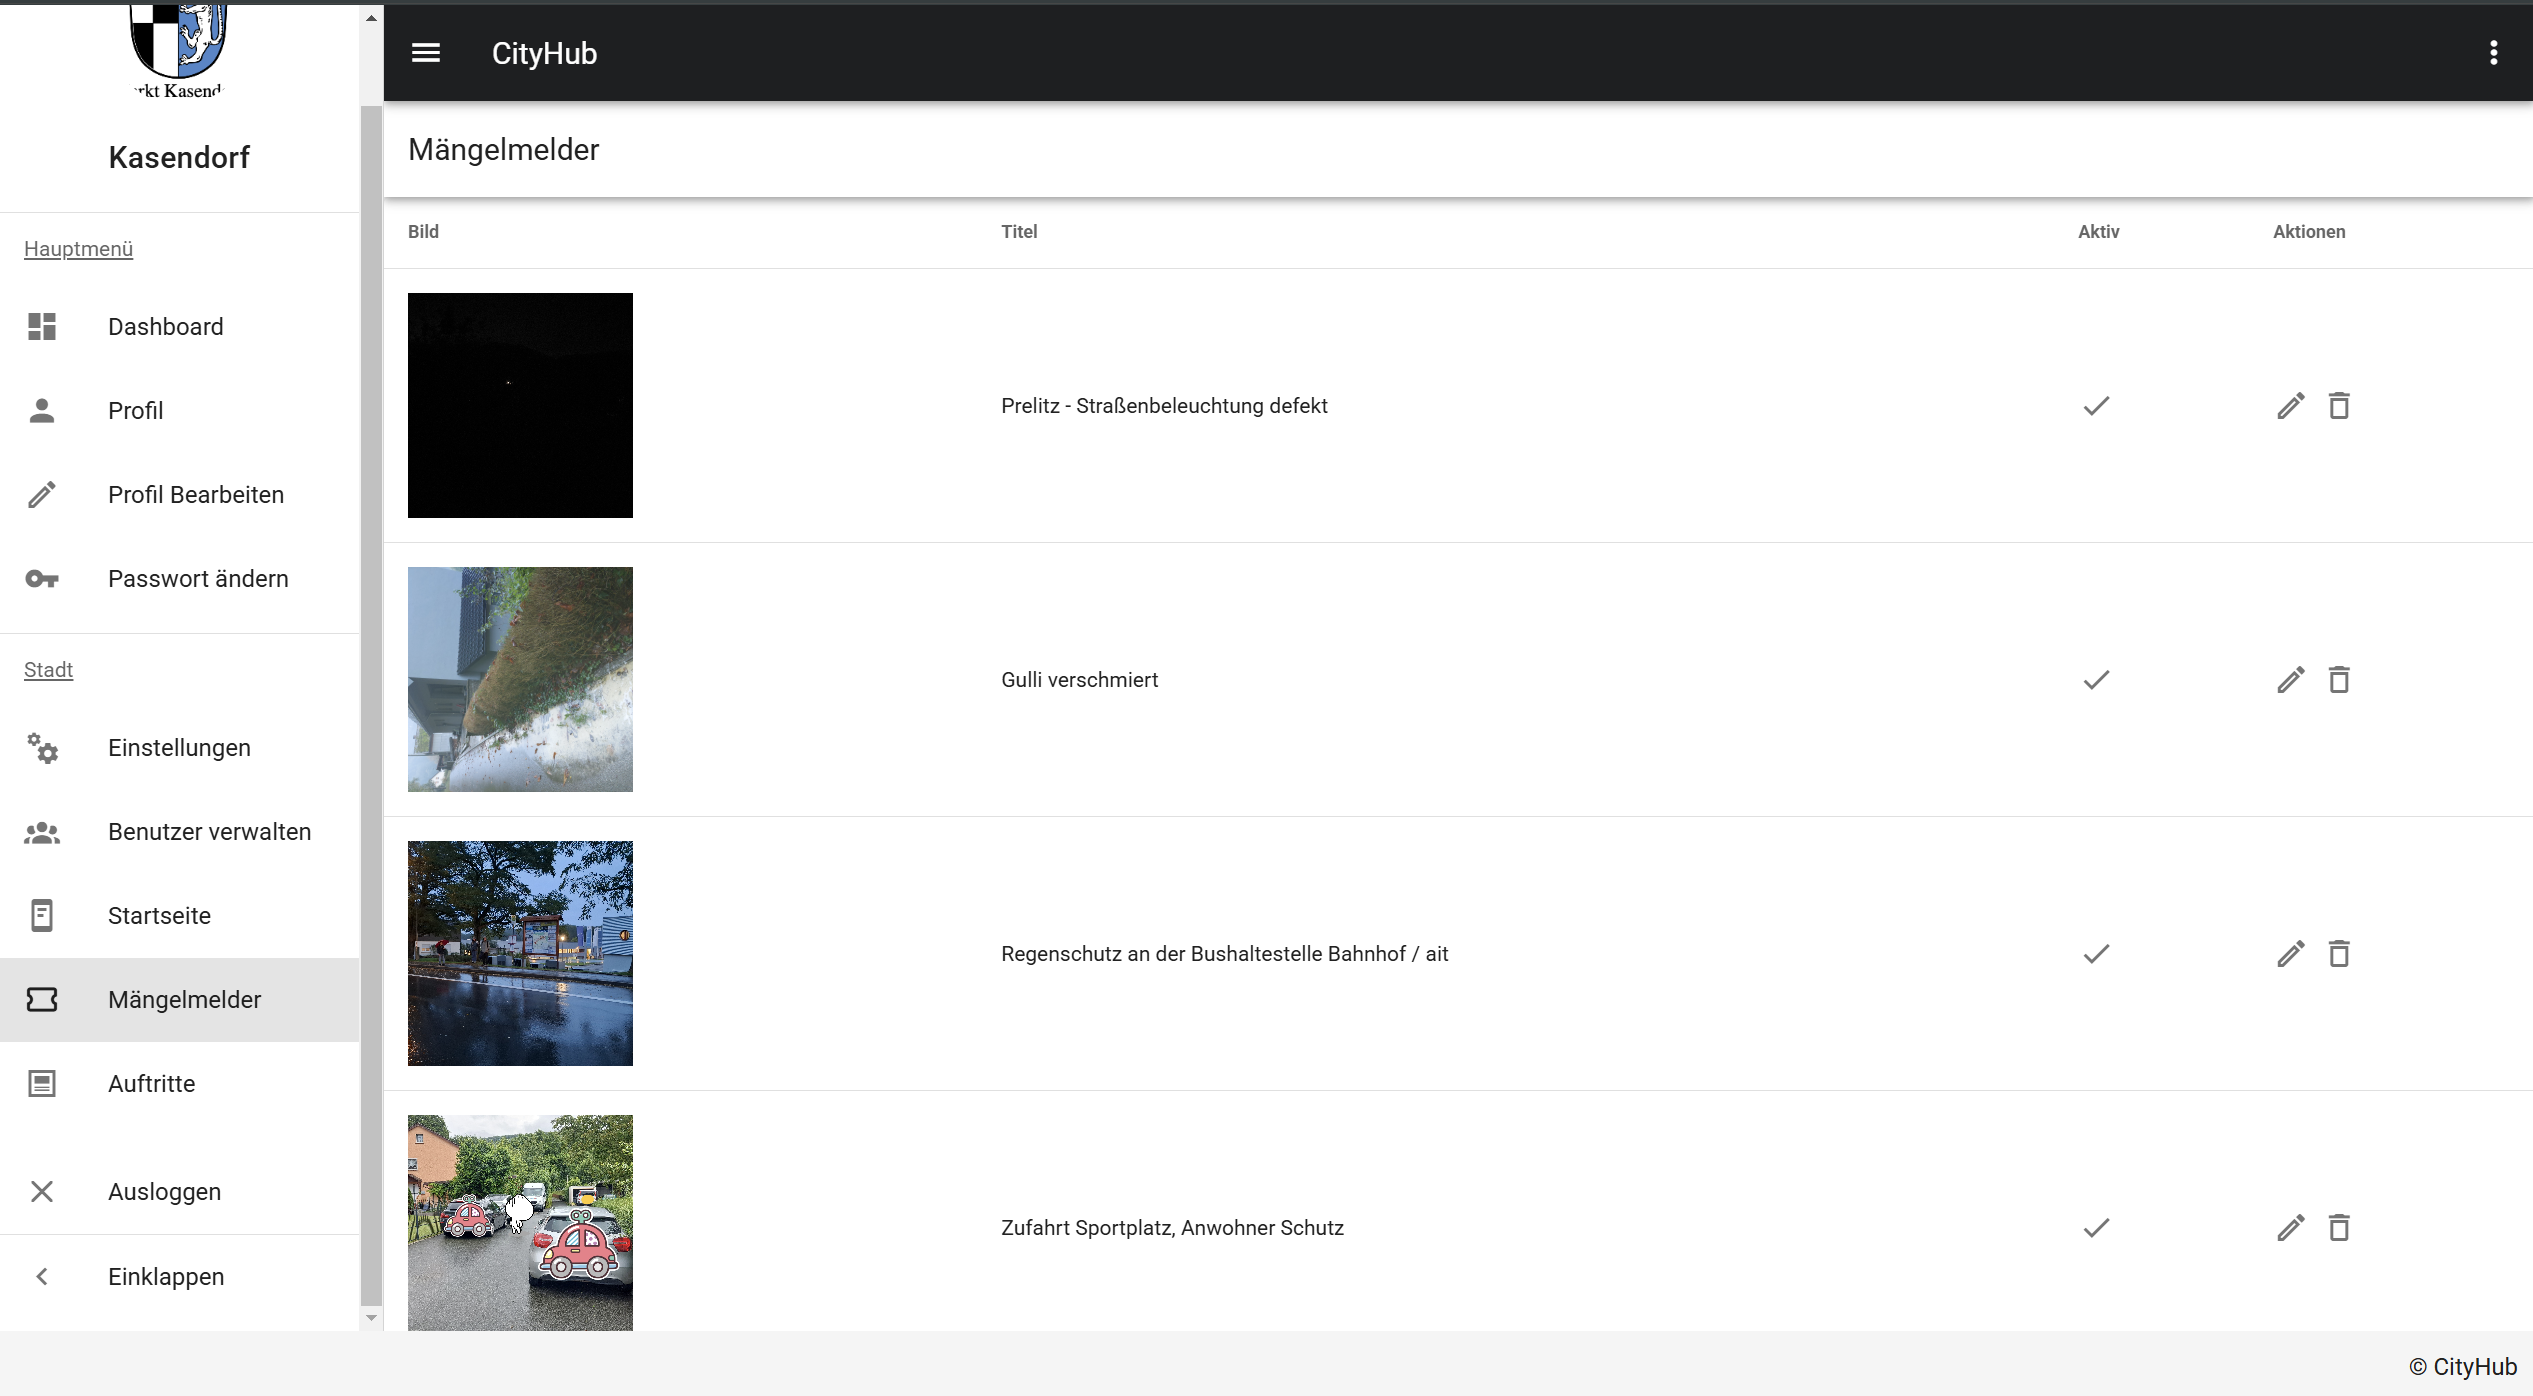 Kasendorf
Hauptmenü
Dashboard
Profil
Profil Bearbeiten
Passwort ändern
Stadt
Einstellungen
Benutzer verwalten
Startseite
Mängelmelder
Auftritte
Ausloggen
Einklappen
CityHub
Mängelmelder
Bild Titel Aktiv Aktionen
Prelitz - Straßenbeleuchtung defekt
Gulli verschmiert
Regenschutz an der Bushaltestelle Bahnhof / ait
Zufahrt Sportplatz, Anwohner Schutz
© CityHub